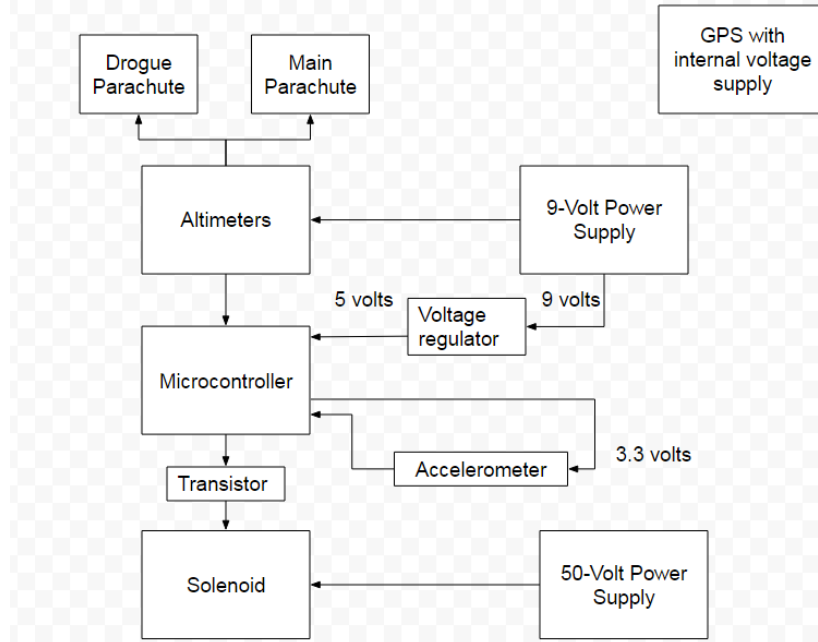 Drogue
Parachute
Main
Parachute
GPS with
internal voltage
supply
Altimeters
9-Volt Power
Supply
5 volts
Voltage
regulator
9 volts
Microcontroller
Accelerometer
3.3 volts
Transistor
Solenoid
50-Volt Power
Supply